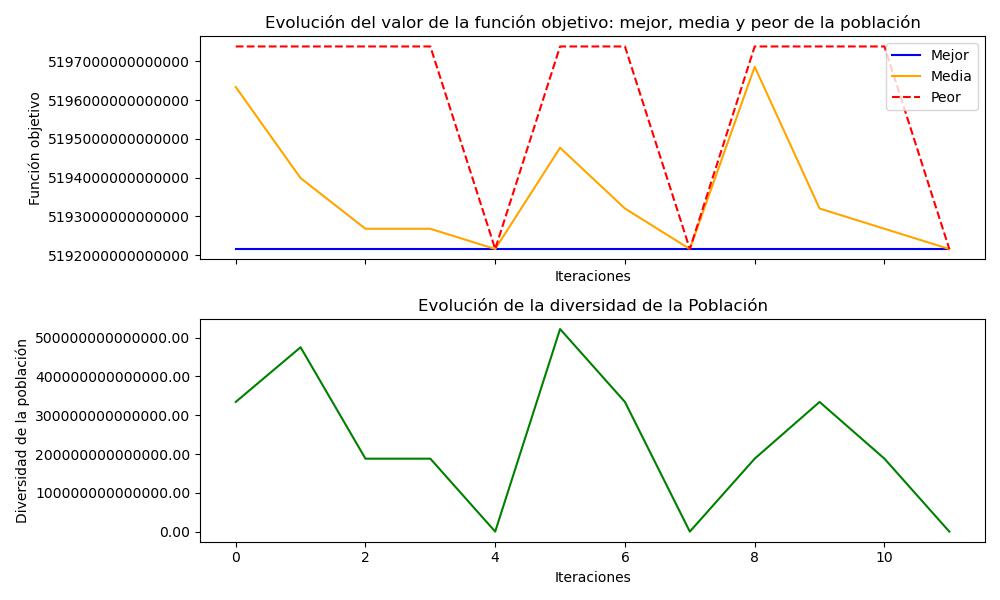 Evolución del valor de la función objetivo: mejor, media y peor de la población
Función objetivo
5197000000000000
5196000000000000
5195000000000000
5194000000000000
5193000000000000
5192000000000000
Mejor
Media
Peor
Iteraciones
Evolución de la diversidad de la Población
Diversidad de la población
500000000000000.00
400000000000000.00
300000000000000.00
200000000000000.00
100000000000000.00
0.00
0 2 4 6 8 10
Iteraciones